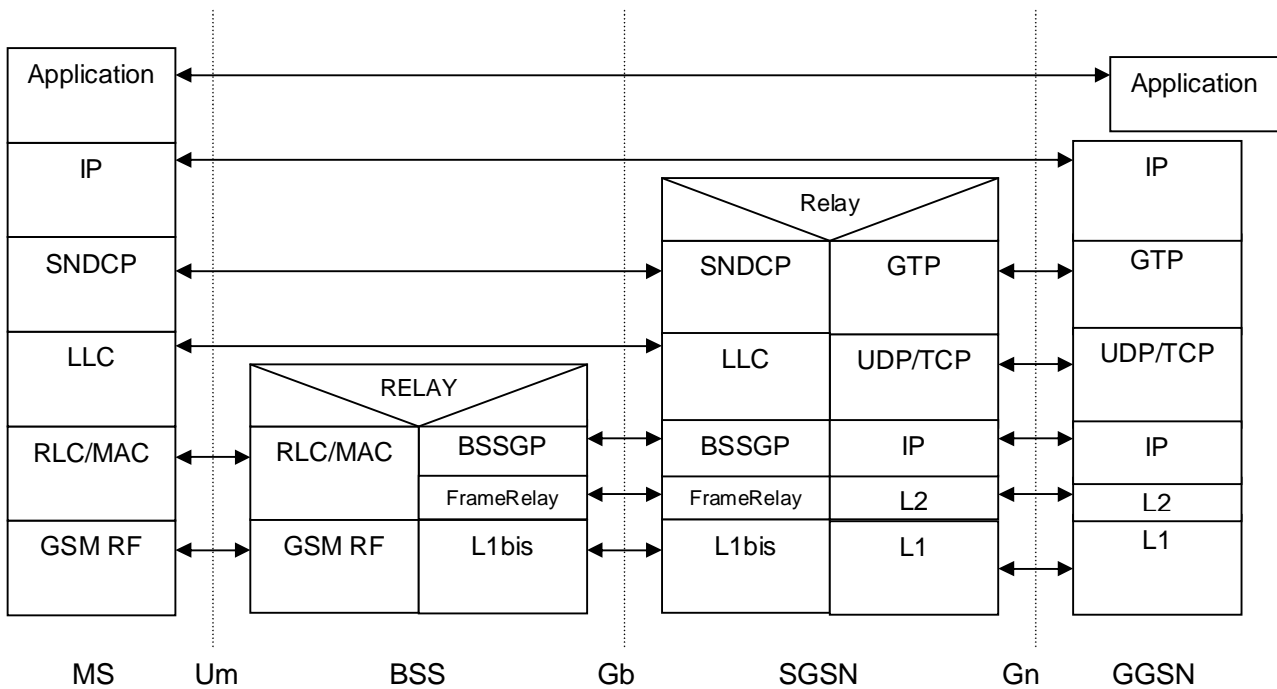 Application
Application
IP
IP
Relay
SNDCP
SNDCP
GTP
GTP
LLC
LLC
UDP/TCP
UDP/TCP
RELAY
RLC/MAC
RLC/MAC
BSSGP
BSSGP
IP
IP
FrameRelay
FrameRelay
L2
L2
GSM RF
GSM RF
L1bis
L1bis
L1
L1
MS
Um
BSS
Gb
SGSN
Gn
GGSN